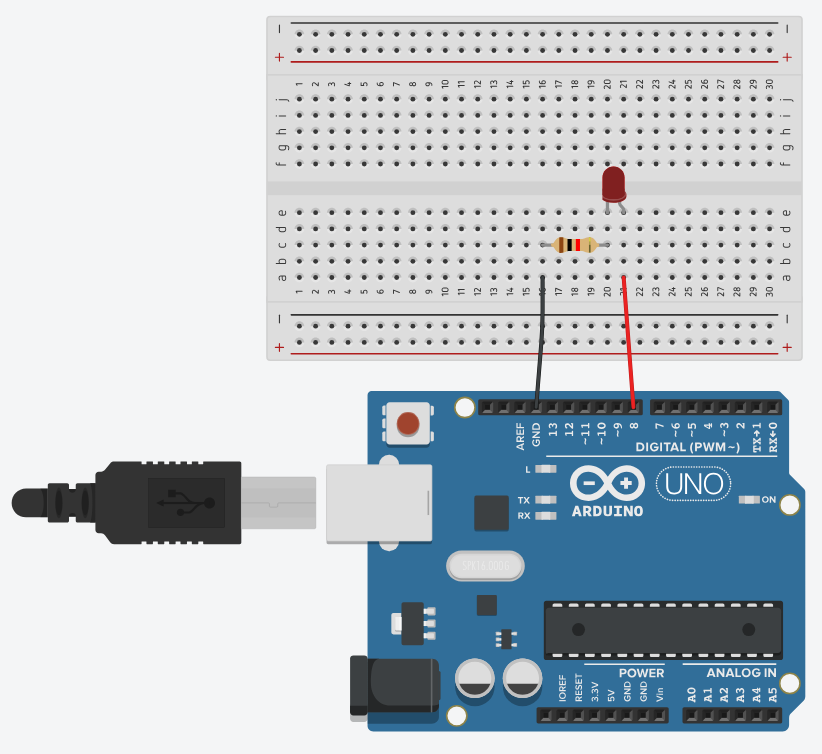 − −
+ +
1 2 3 4 5 6 7 8 9 10 11 12 13 14 15 16 17 18 19 20 21 22 23 24 25 26 27 28 29 30
j j
i i
h h
g g
f f
e e
d d
c c
b b
a a
1 2 3 4 5 6 7 8 9 10 11 12 13 14 15 16 17 18 19 20 21 22 23 24 25 26 27 28 29 30
− −
+ +
AREF GND 13 12 ~11 ~10 ~9 8 7 ~6 ~5 4 ~3 2 TX→1 RX←0
DIGITAL (PWM~)
L
TX
RX
ARDUINO
UNO
ON
POWER ANALOG IN
IOREF RESET 3.3V 5V GND GND Vin A0 A1 A2 A3 A4 A5